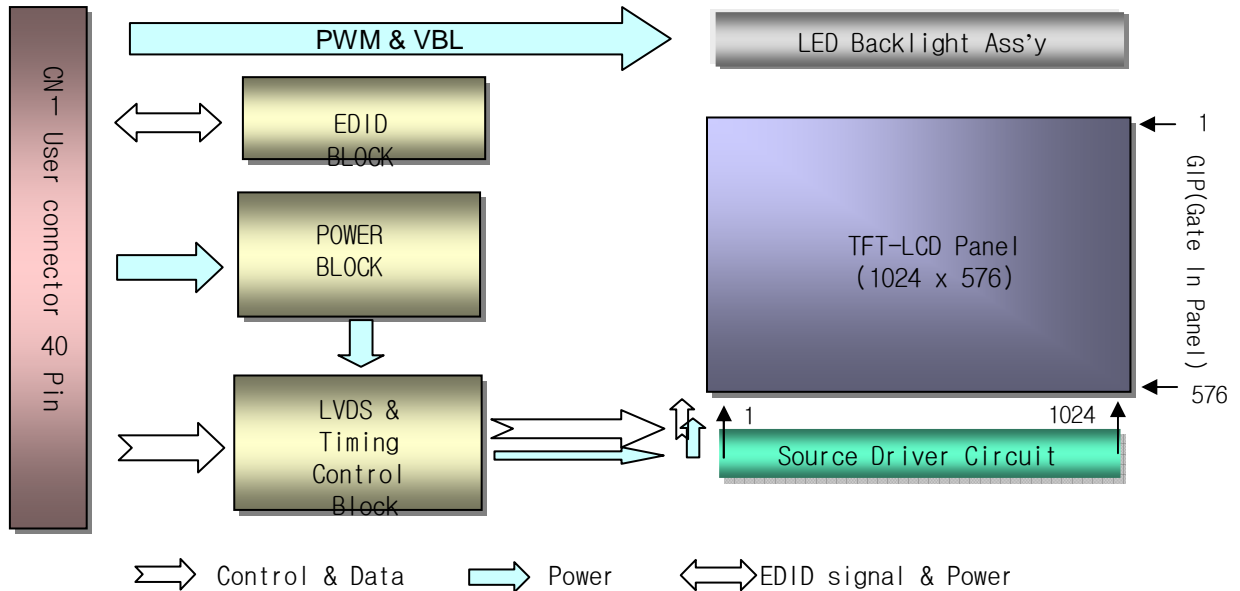 CN1 User connector 40 Pin
PWM & VBL
LED Backlight Ass'y
EDID
BLOCK
POWER
BLOCK
LVDS &
Timing
Control
Block
TFT-LCD Panel
(1024 x 576)
1
GIP(Gate In Panel)
576
1
1024
Source Driver Circuit
Control & Data
Power
EDID signal & Power